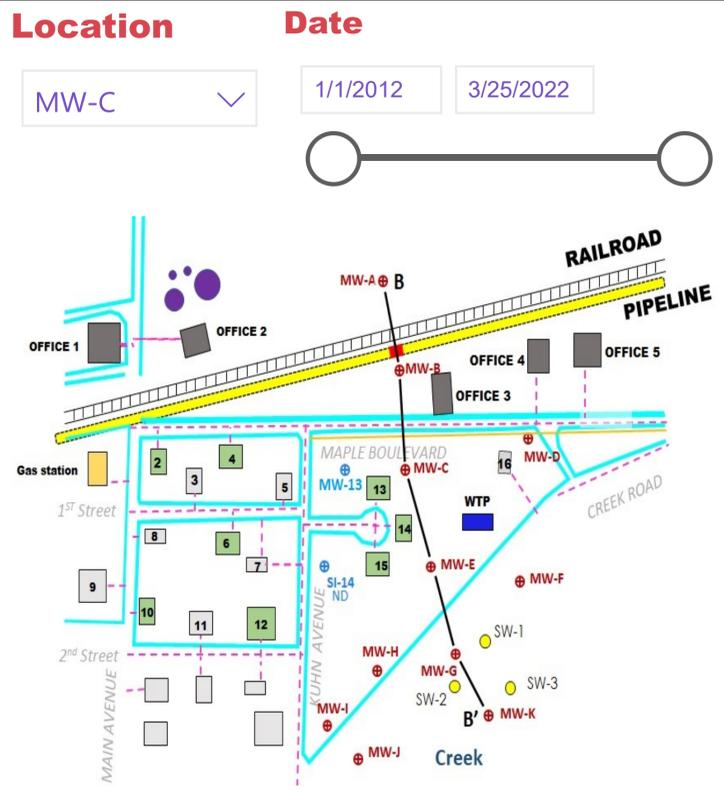 Location
Date
MW-C
1/1/2012
3/25/2022
RAILROAD
MW-A
B
PIPELINE
OFFICE 1
OFFICE 2
OFFICE 4
OFFICE 5
MW-B
OFFICE 3
MAPLE BOULEVARD
MW-D
Gas station
2
4
MW-13
MW-C
16
3
5
13
CREEK ROAD
WTP
1ST Street
14
8
6
7
15
MW-E
MW-F
SI-14
ND
9
10
11
12
KUHN AVENUE
SW-1
2nd Street
MW-H
MW-G
SW-2
SW-3
MAIN AVENUE
MW-I
B'
MW-K
MW-J
Creek